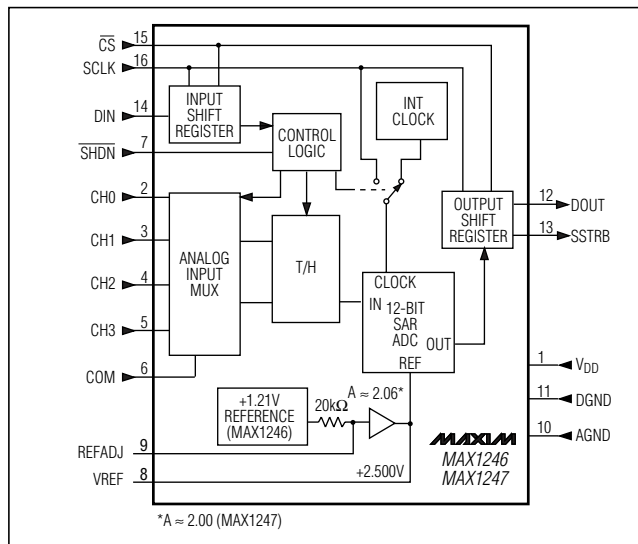 CS 15
SCLK 16
DIN 14
SHDN 7
CH0 2
CH1 3
CH2 4
CH3 5
COM 6
REFADJ 9
VREF 8
INPUT
SHIFT
REGISTER
CONTROL
LOGIC
INT
CLOCK
ANALOG
INPUT
MUX
T/H
CLOCK
IN
12-BIT
SAR
ADC
OUT
REF
OUTPUT
SHIFT
REGISTER
12 DOUT
13 SSTRB
1 VDD
11 DGND
10 AGND
+1.21V
REFERENCE
(MAX1246)
20kΩ
A ≈ 2.06*
+2.500V
MAXIM
MAX1246
MAX1247
*A ≈ 2.00 (MAX1247)